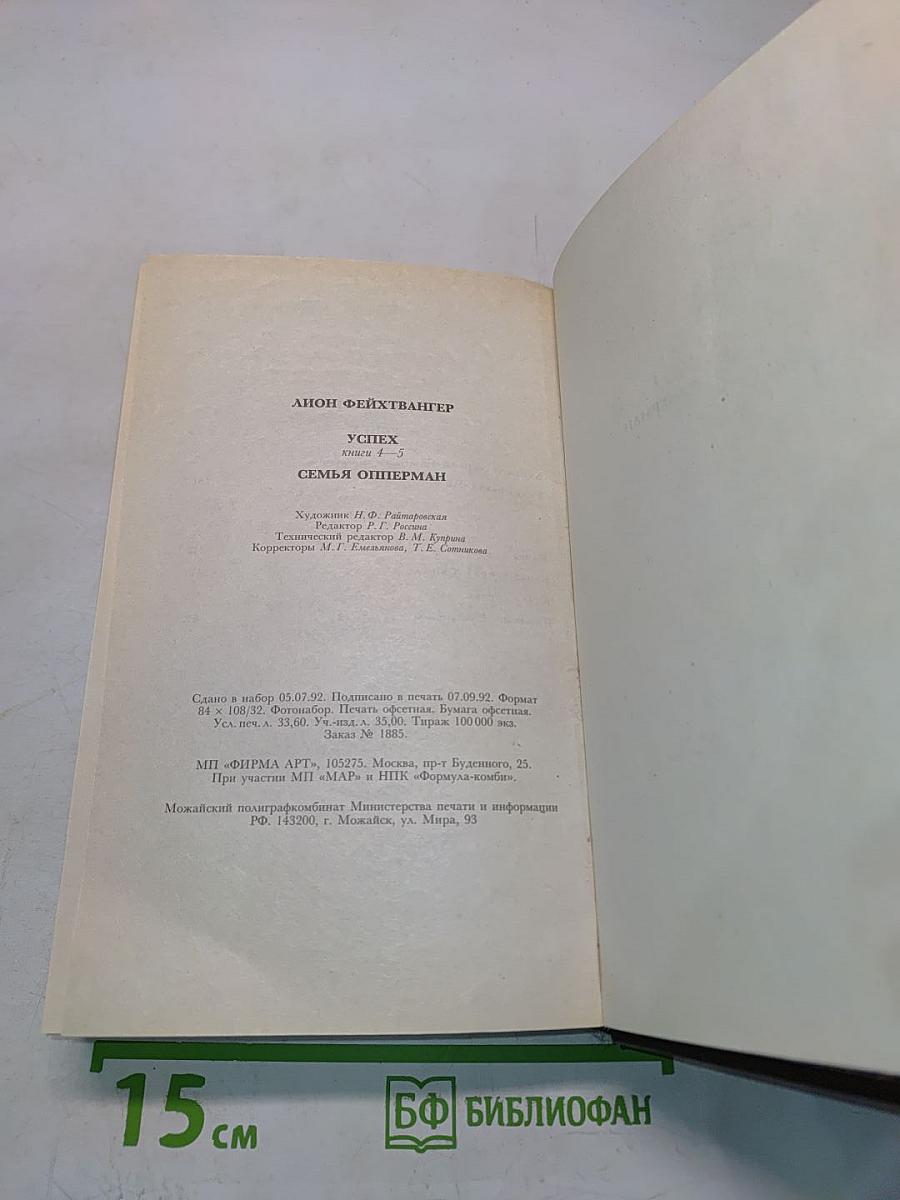 ЛИОН ФЕЙХТВАНГЕР
УСПЕХ
книги 4—5
СЕМЬЯ ОППЕРМАН
Художник Н. Ф. Райтаровская
Редактор Р. Г. Россина
Технический редактор В. М. Куприна
Корректоры М. Г. Емельянова, Т. Е. Сотникова
Сдано в набор 05.07.92. Подписано в печать 07.09.92. Формат
84 × 108/32. Фотонабор. Печать офсетная. Бумага офсетная.
Усл. печ. л. 33,60. Уч.-изд. л. 35,00. Тираж 100 000 экз.
Заказ № 1885.
МП «ФИРМА АРТ», 105275. Москва, пр-т Буденного, 25.
При участии МП «МАР» и НПК «Формула-комби».
Можайский полиграфкомбинат Министерства печати и информации
РФ. 143200, г. Можайск, ул. Мира, 93
15 см
БФ БИБЛИОФАН